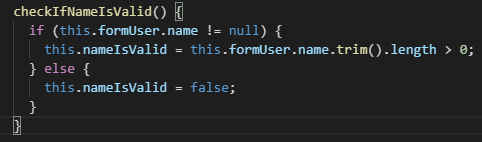 checkIfNameIsValid() {
  if (this.formUser.name != null) {
    this.nameIsValid = this.formUser.name.trim().length > 0;
  } else {
    this.nameIsValid = false;
  }
}